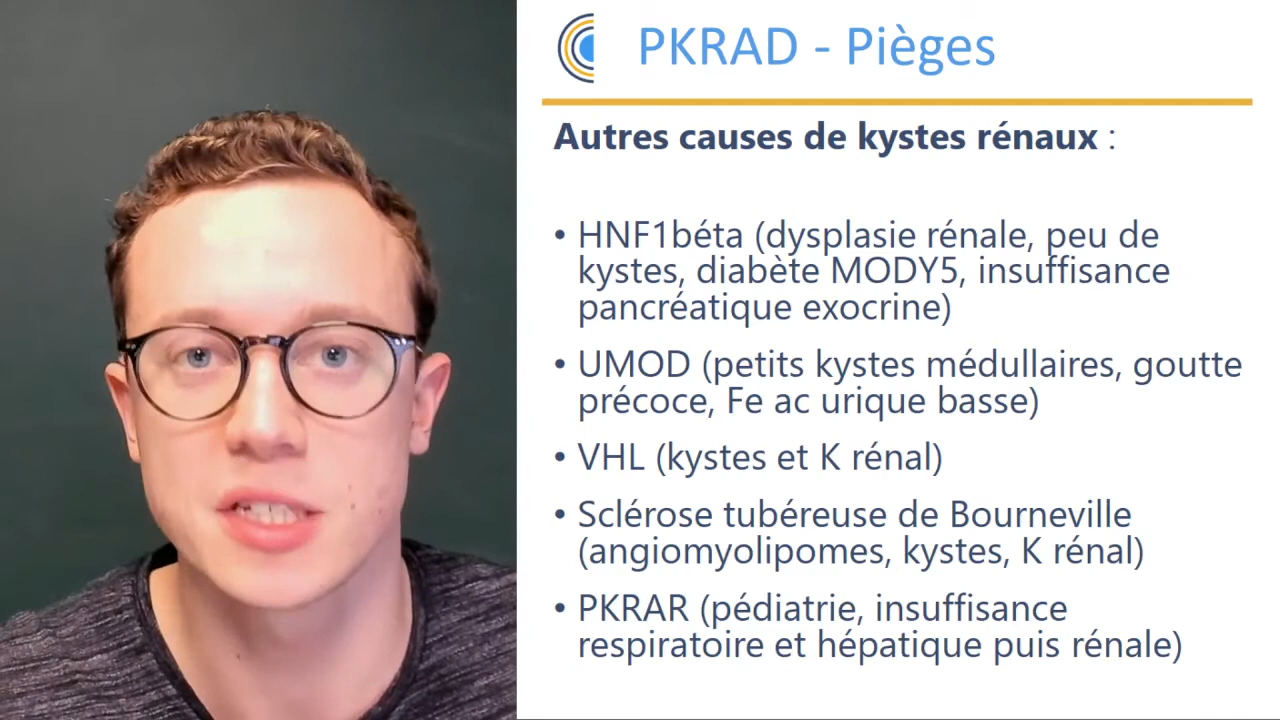 PKRAD - Pièges
Autres causes de kystes rénaux :
• HNF1béta (dysplasie rénale, peu de
kystes, diabète MODY5, insuffisance
pancréatique exocrine)
• UMOD (petits kystes médullaires, goutte
précoce, Fe ac urique basse)
• VHL (kystes et K rénal)
• Sclérose tubéreuse de Bourneville
(angiomyolipomes, kystes, K rénal)
• PKRAR (pédiatrie, insuffisance
respiratoire et hépatique puis rénale)